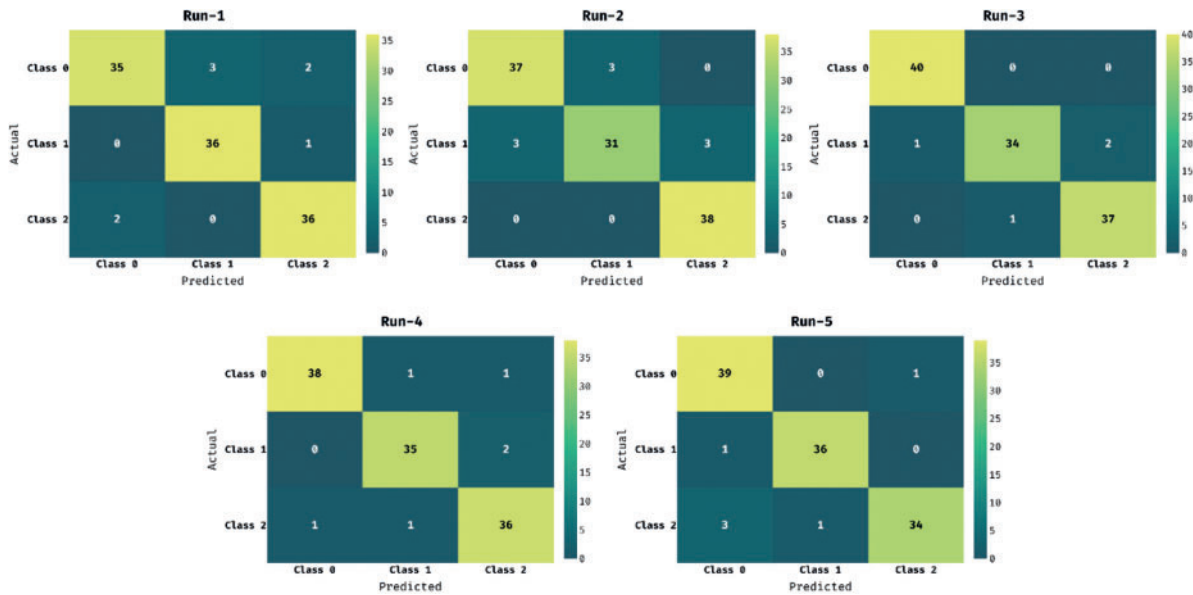 Run-1
Run-2
Run-3
Class 0 35 3 2 35
30
25
20
15
10
5
0
Class 1 0 36 1
Class 2 2 0 36
Class 0 Class 1 Class 2
Predicted
Actual
Class 0 37 3 0 35
30
25
20
15
10
5
0
Class 1 3 31 3
Class 2 0 0 38
Class 0 Class 1 Class 2
Predicted
Actual
Class 0 40 0 0 40
35
30
25
20
15
10
5
0
Class 1 1 34 2
Class 2 0 1 37
Class 0 Class 1 Class 2
Predicted
Actual
Run-4
Run-5
Class 0 38 1 1 35
30
25
20
15
10
5
0
Class 1 0 35 2
Class 2 1 1 36
Class 0 Class 1 Class 2
Predicted
Actual
Class 0 39 0 1 35
30
25
20
15
10
5
0
Class 1 1 36 0
Class 2 3 1 34
Class 0 Class 1 Class 2
Predicted
Actual